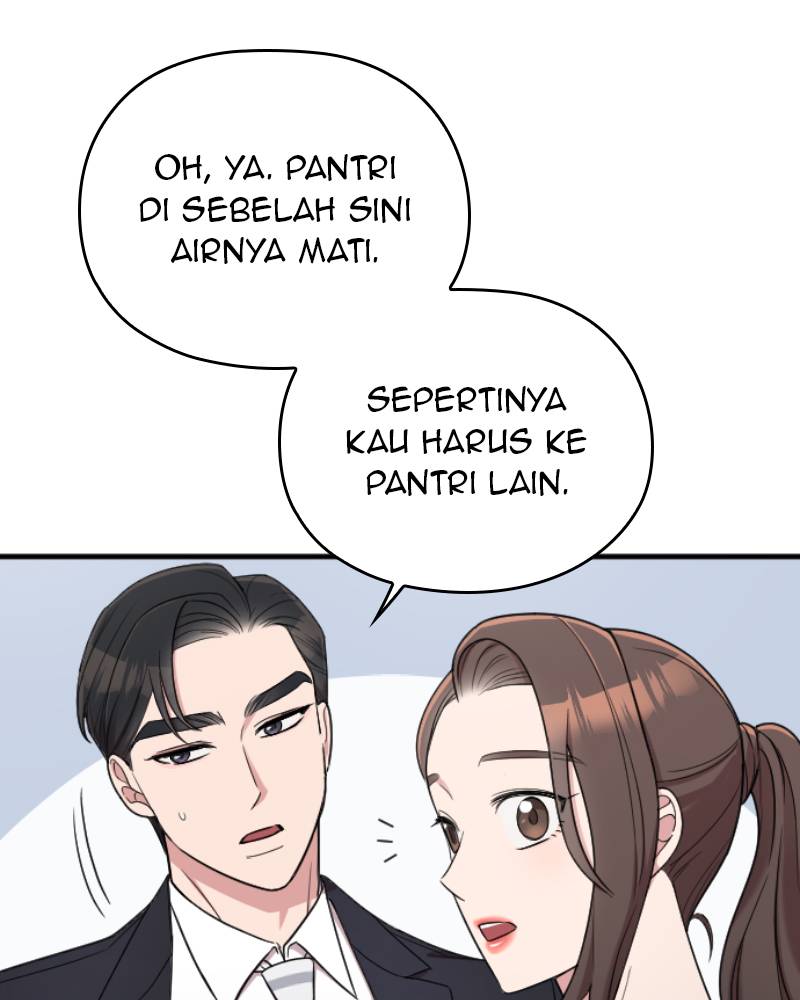 OH, YA. PANTRI
DI SEBELAH SINI
AIRNYA MATI.
SEPERTINYA
KAU HARUS KE
PANTRI LAIN.